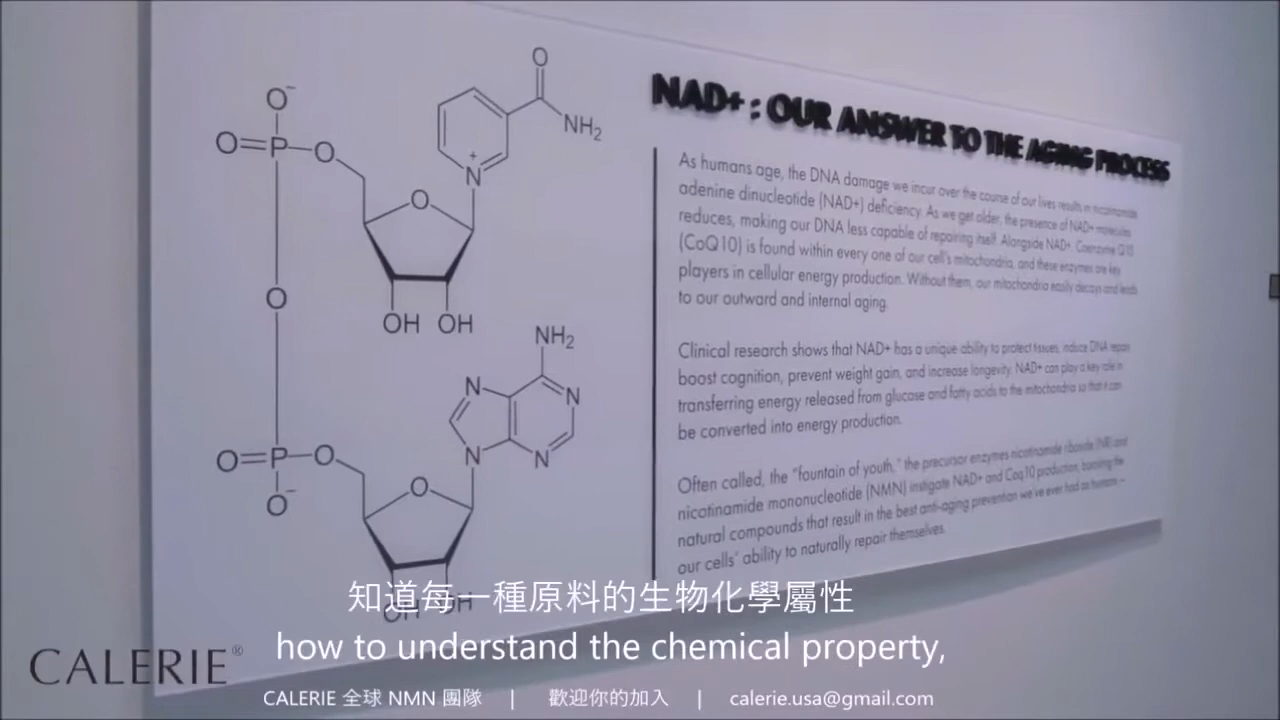 O⁻
O=P–O
O
NH₂
N⁺
O
OH OH
O
NH₂
N
N
N
N
O=P–O
O⁻
O
OH OH
NAD+ : OUR ANSWER TO THE AGING PROCESS
As humans age, the DNA damage we incur over the course of our lives results in nicotinamide
adenine dinucleotide (NAD+) deficiency. As we get older, the presence of NAD+ molecules
reduces, making our DNA less capable of repairing itself. Alongside NAD+, Coenzyme Q10
(CoQ10) is found within every one of our cell's mitochondria, and these enzymes are key
players in cellular energy production. Without them, our mitochondria easily decays and leads
to our outward and internal aging.
Clinical research shows that NAD+ has a unique ability to protect tissues, induce DNA repair
boost cognition, prevent weight gain, and increase longevity. NAD+ can play a key role in
transferring energy released from glucose and fatty acids to the mitochondria so that it can
be converted into energy production.
Often called, the "fountain of youth," the precursor enzymes nicotinamide riboside (NR) and
nicotinamide mononucleotide (NMN) instigate NAD+ and Coq10 production, boosting the
natural compounds that result in the best anti-aging prevention we've ever had as humans –
our cells' ability to naturally repair themselves.
知道每一種原料的生物化學屬性
how to understand the chemical property,
CALERIE®
CALERIE 全球 NMN 團隊 | 歡迎你的加入 | calerie.usa@gmail.com